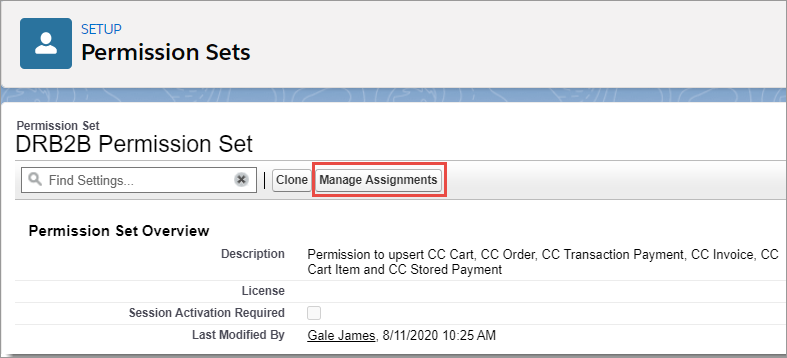 SETUP
Permission Sets
Permission Set
DRB2B Permission Set
Find Settings...
Clone
Manage Assignments
Permission Set Overview
Description Permission to upsert CC Cart, CC Order, CC Transaction Payment, CC Invoice, CC
Cart Item and CC Stored Payment
License
Session Activation Required
Last Modified By Gale James, 8/11/2020 10:25 AM